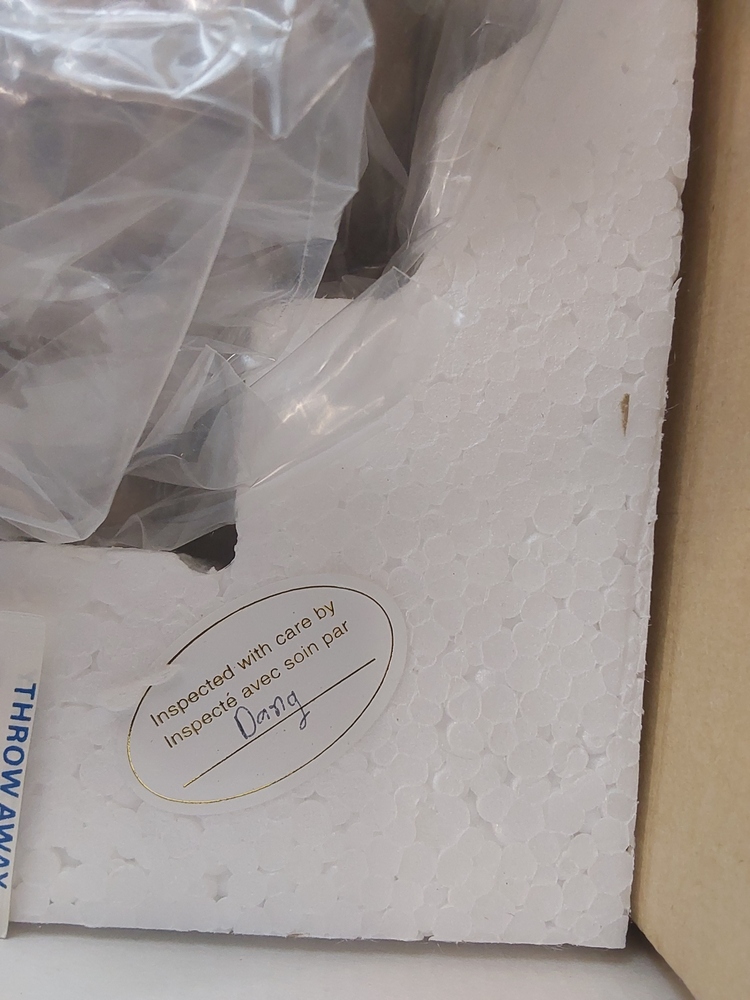 Inspected with care by
Inspecté avec soin par
Dang
THROW AWAY